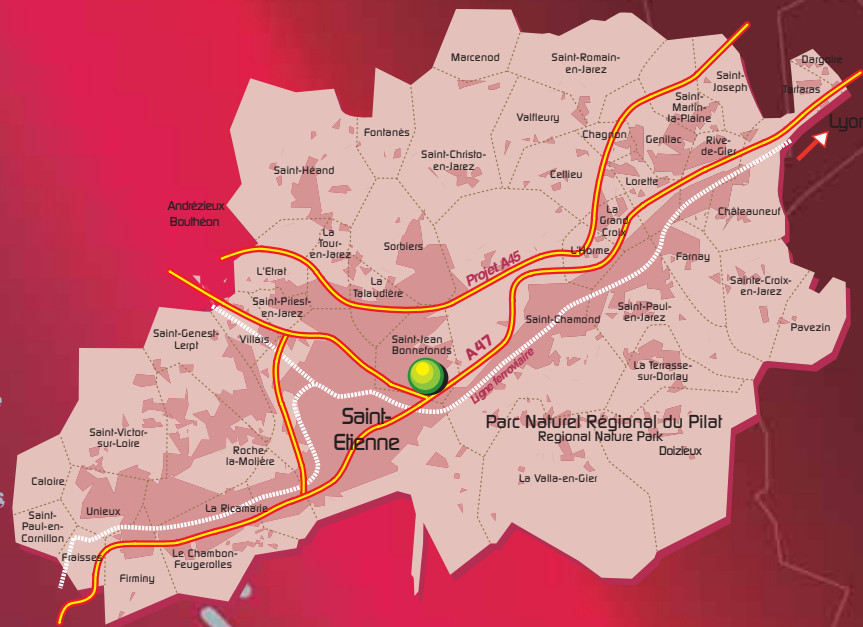 Marcenod
Saint-Romain-
en-Jarez
Dargoire
Tartaras
Saint-
Joseph
Saint-
Martin-
la-Plaine
Lyon
Valfleury
Chagnon
Genilac
Rive-
de-Gier
Fontanès
Saint-Christo-
en-Jarez
Saint-Héand
Cellieu
Lorette
Andrézieux
Bouthéon
La
Tour-
en-Jarez
Sorbiers
La
Grand
Croix
Châteauneuf
L'Horme
Farnay
L'Etrat
La
Talaudière
Projet A45
Sainte-Croix-
en-Jarez
Saint-Priest-
en-Jarez
Saint-Chamond
Saint-Paul-
en-Jarez
Pavezin
Saint-Genest-
Lerpt
Villars
Saint-Jean
Bonnefonds
A47
Ligne ferroviaire
La Terrasse-
sur-Dorlay
Saint-
Etienne
Parc Naturel Régional du Pilat
Regional Nature Park
Doizieux
Saint-Victor-
sur-Loire
Roche-
la-Molière
La Valla-en-Gier
Caloire
Saint-
Paul-en-
Cornillon
Unieux
La Ricamarie
Fraisses
Le Chambon-
Feugerolles
Firminy